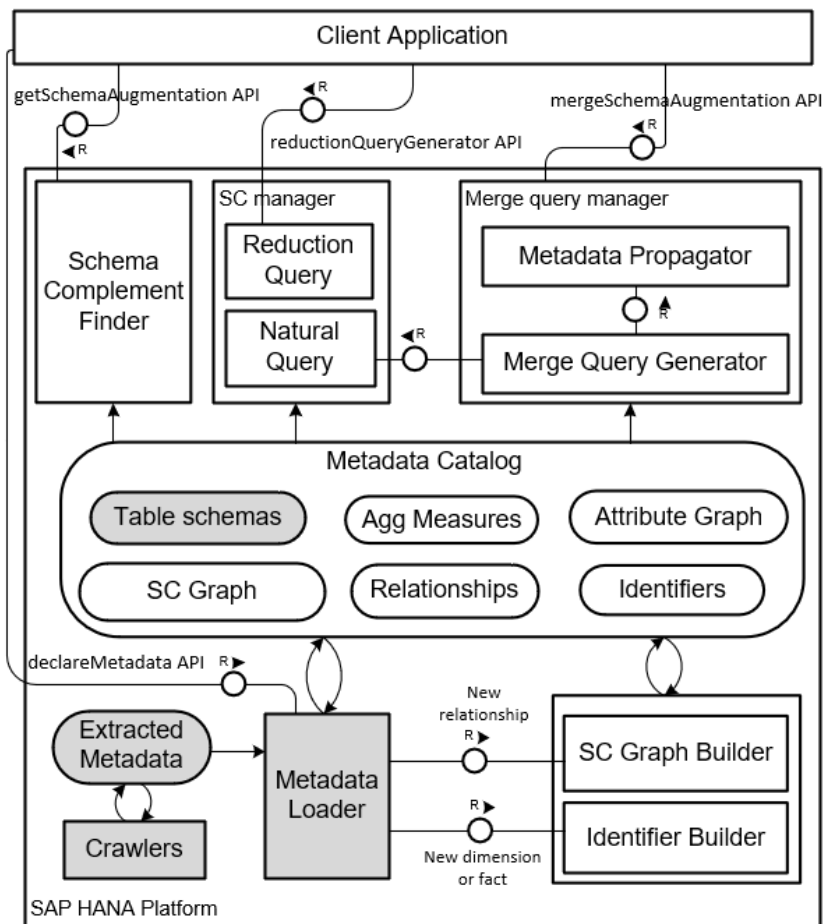 Client Application
getSchemaAugmentation API
R
R
reductionQueryGenerator API
mergeSchemaAugmentation API
R
SC manager
Merge query manager
Schema
Complement
Finder
Reduction
Query
Natural
Query
R
Metadata Propagator
R
Merge Query Generator
Metadata Catalog
Table schemas
Agg Measures
Attribute Graph
SC Graph
Relationships
Identifiers
declareMetadata API
R
Extracted
Metadata
Crawlers
Metadata
Loader
New
relationship
R
R
New dimension
or fact
SC Graph Builder
Identifier Builder
SAP HANA Platform